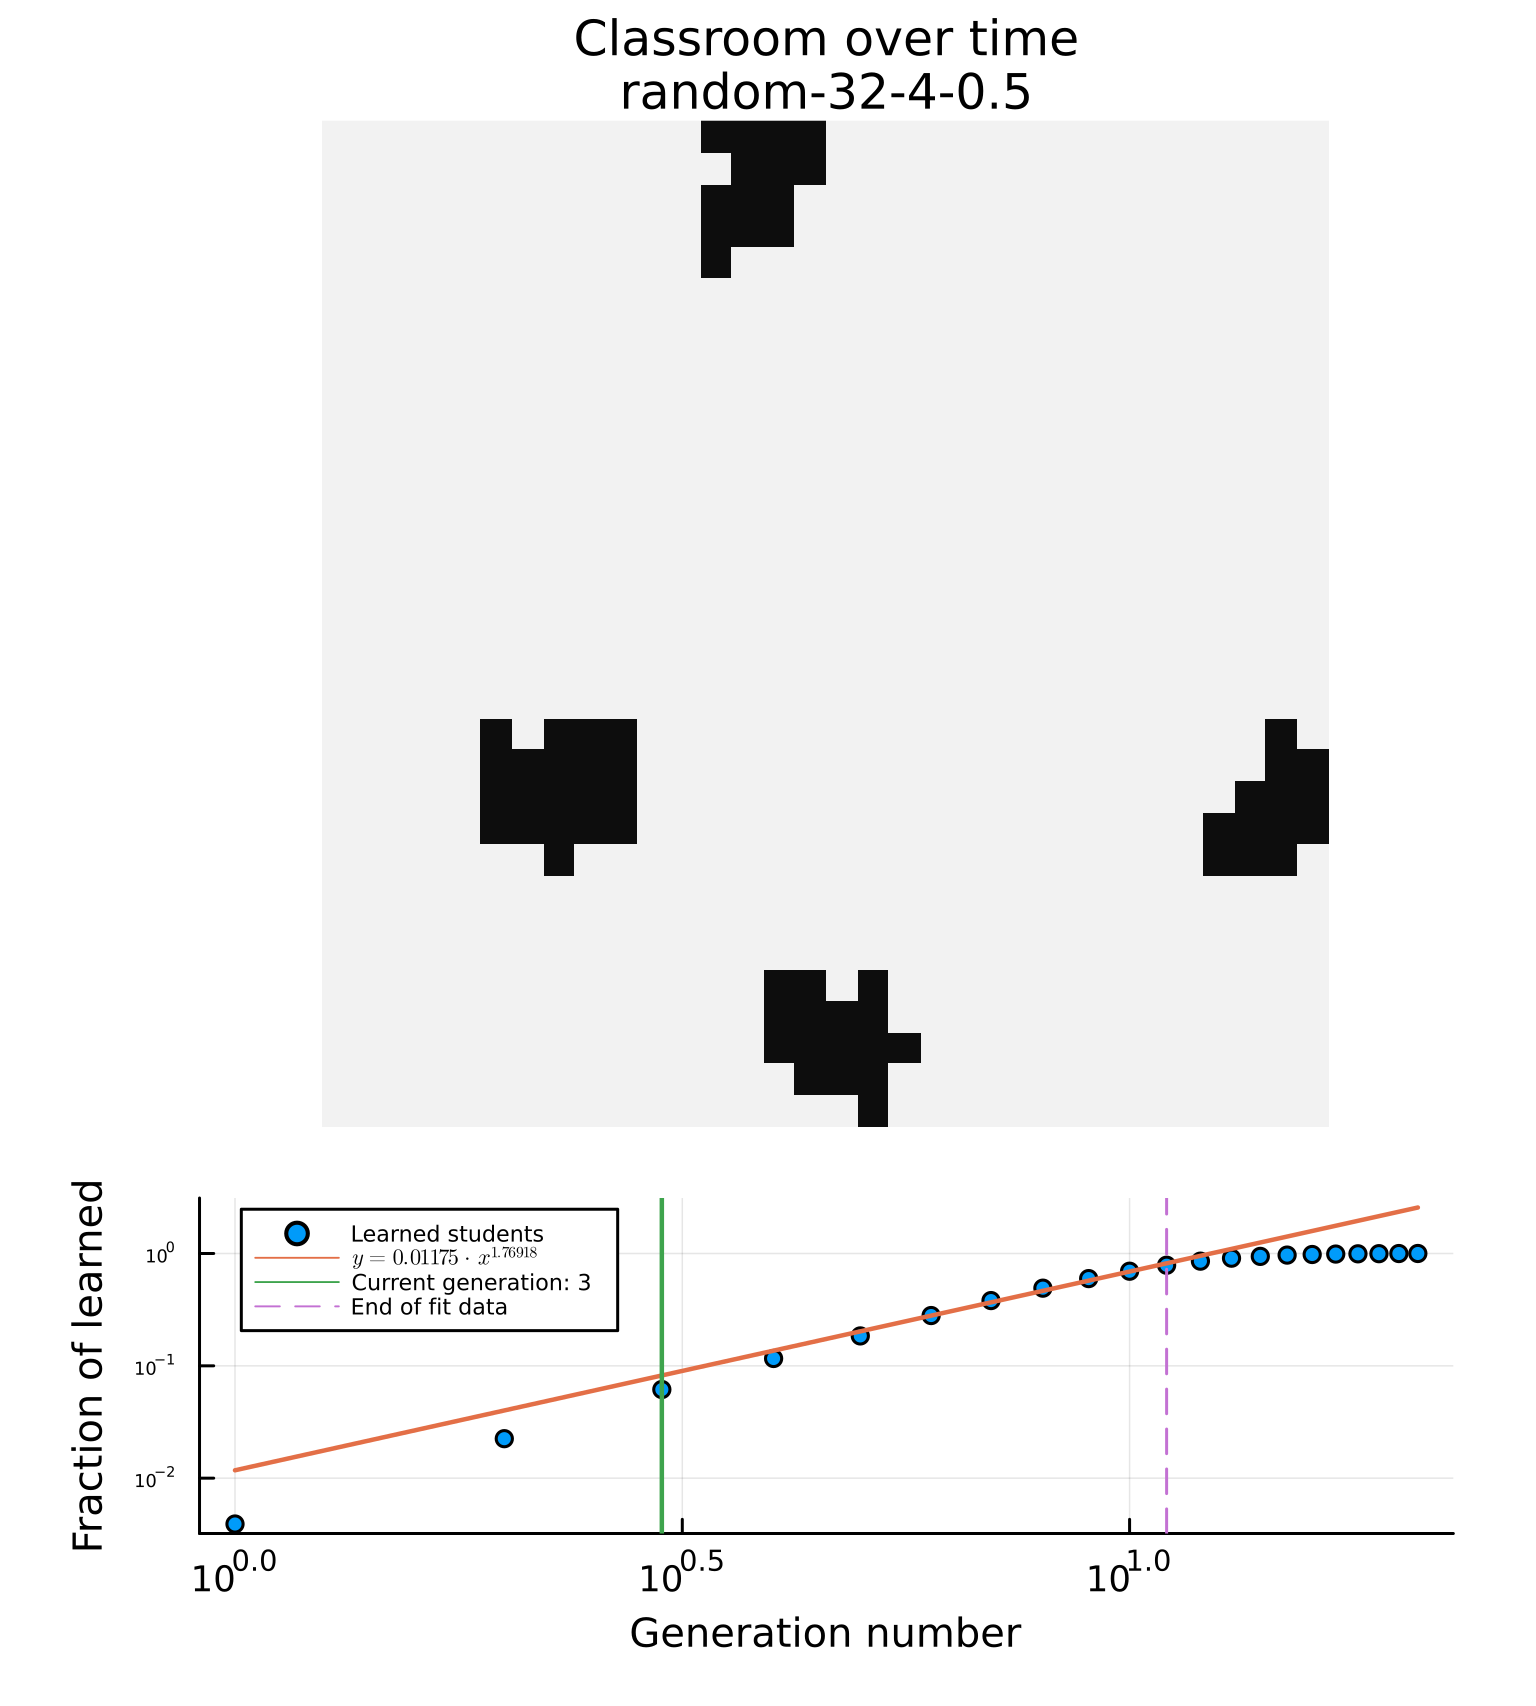 Classroom over time
random-32-4-0.5
Fraction of learned
10⁰
10⁻¹
10⁻²
Learned students
y = 0.01175 · x^1.76918
Current generation: 3
End of fit data
10^0.0
10^0.5
10^1.0
Generation number